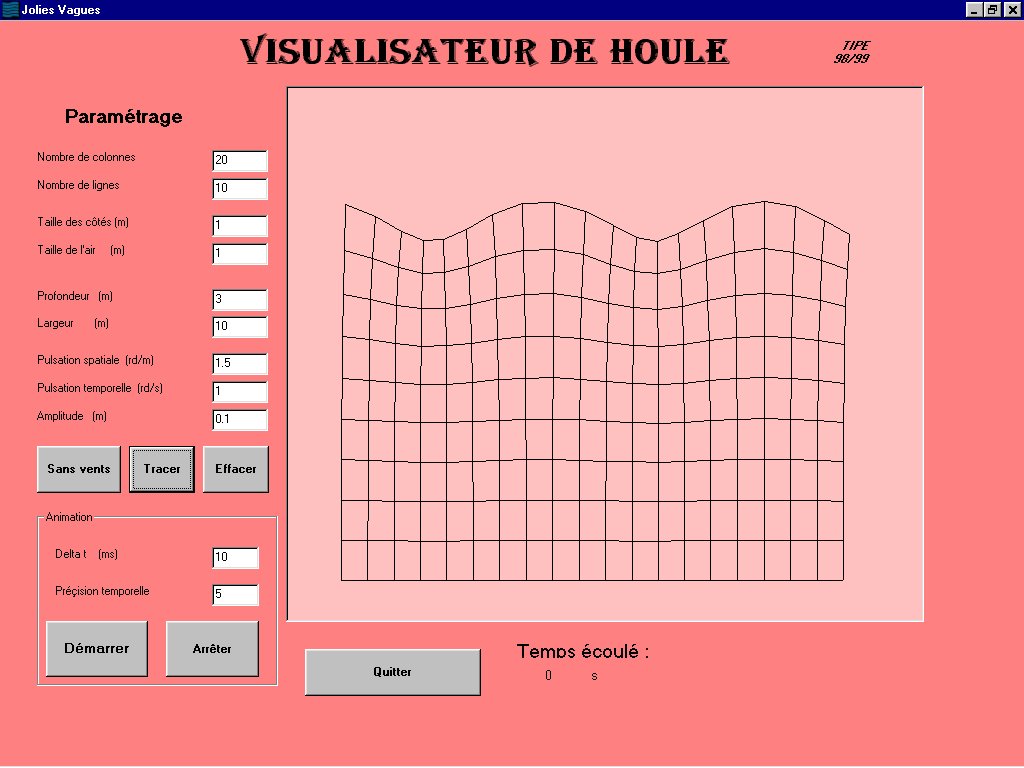 Jolies Vagues
VISUALISATEUR DE HOULE
TIPE
98/99
Paramétrage
Nombre de colonnes 20
Nombre de lignes 10
Taille des côtés (m) 1
Taille de l'air (m) 1
Profondeur (m) 3
Largeur (m) 10
Pulsation spatiale (rd/m) 1.5
Pulsation temporelle (rd/s) 1
Amplitude (m) 0.1
Sans vents Tracer Effacer
Animation
Delta t (ms) 10
Préçision temporelle 5
Démarrer Arrêter
Quitter
Temps écoulé :
0 s